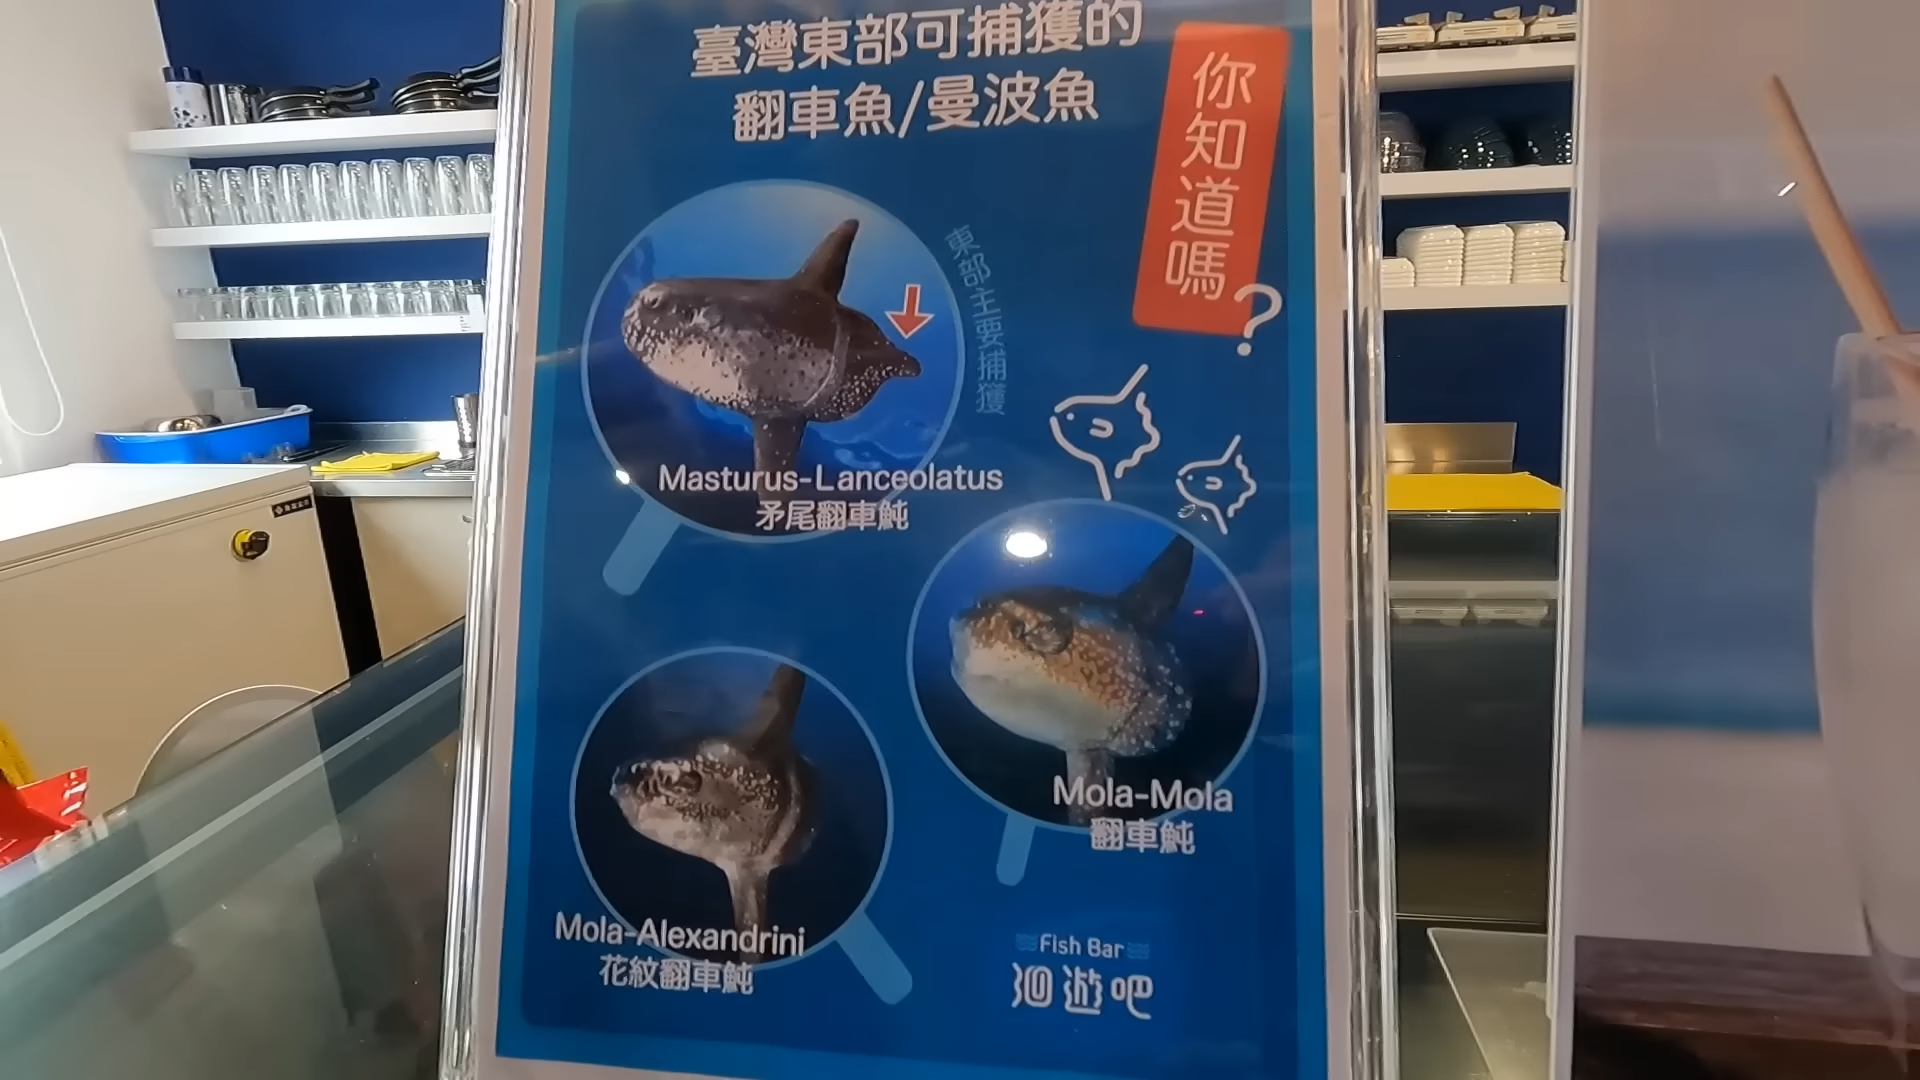 臺灣東部可捕獲的
翻車魚/曼波魚
你知道嗎?
東部主要捕獲
Masturus-Lanceolatus
矛尾翻車魨
Mola-Mola
翻車魨
Mola-Alexandrini
花紋翻車魨
Fish Bar
洄遊吧